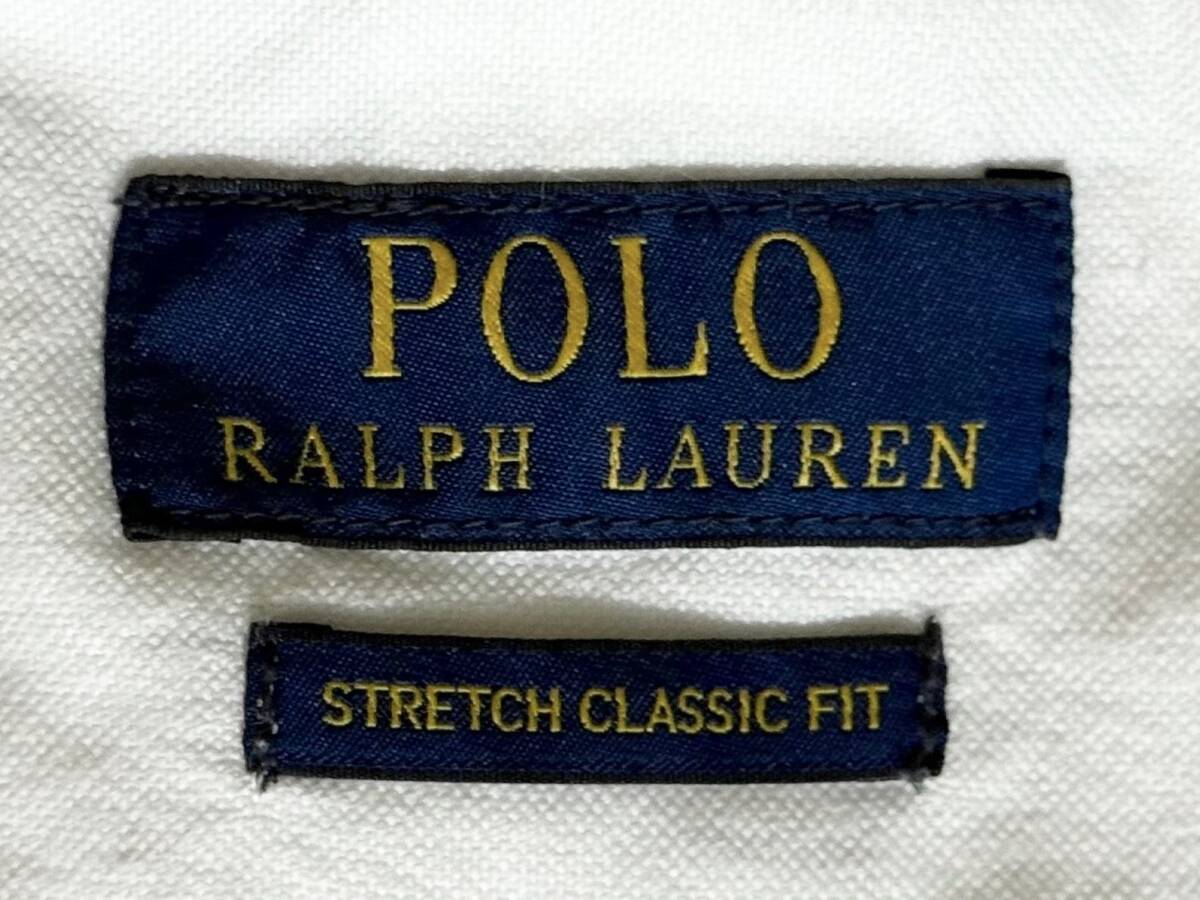 POLO
RALPH LAUREN
STRETCH CLASSIC FIT